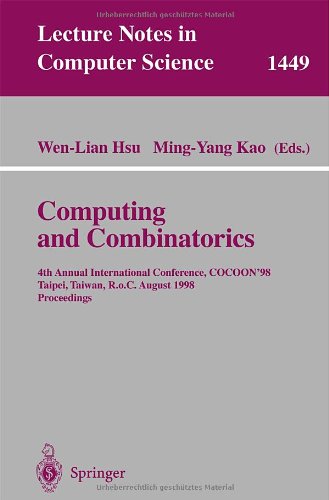 Urheberrechtlich geschütztes Material
Lecture Notes in
Computer Science 1449
Wen-Lian Hsu Ming-Yang Kao (Eds.)
Computing
and Combinatorics
4th Annual International Conference, COCOON'98
Taipei, Taiwan, R.o.C. August 1998
Proceedings
Springer
Urheberrechtlich geschütztes Material